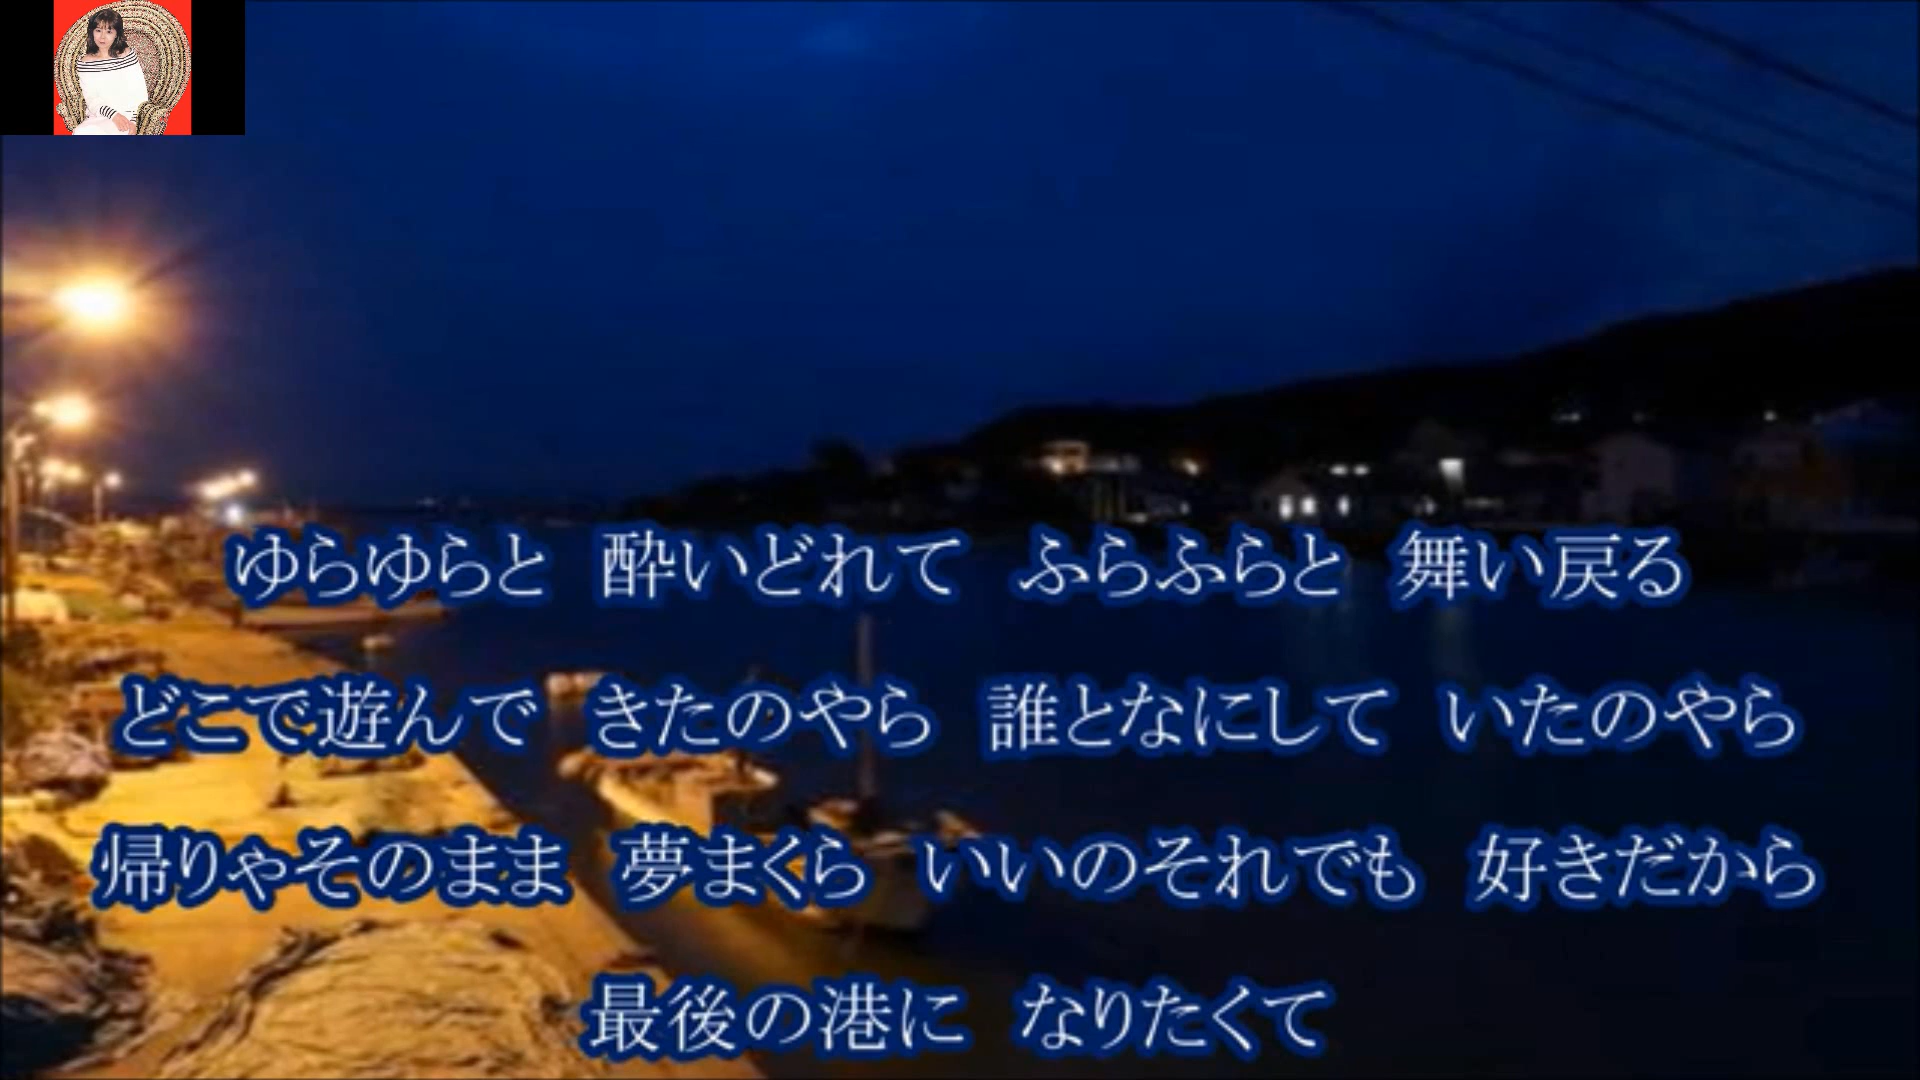 ゆらゆらと　酔いどれて　ふらふらと　舞い戻る
どこで遊んで　きたのやら　誰となにして　いたのやら
帰りゃそのまま　夢まくら　いいのそれでも　好きだから
最後の港に　なりたくて